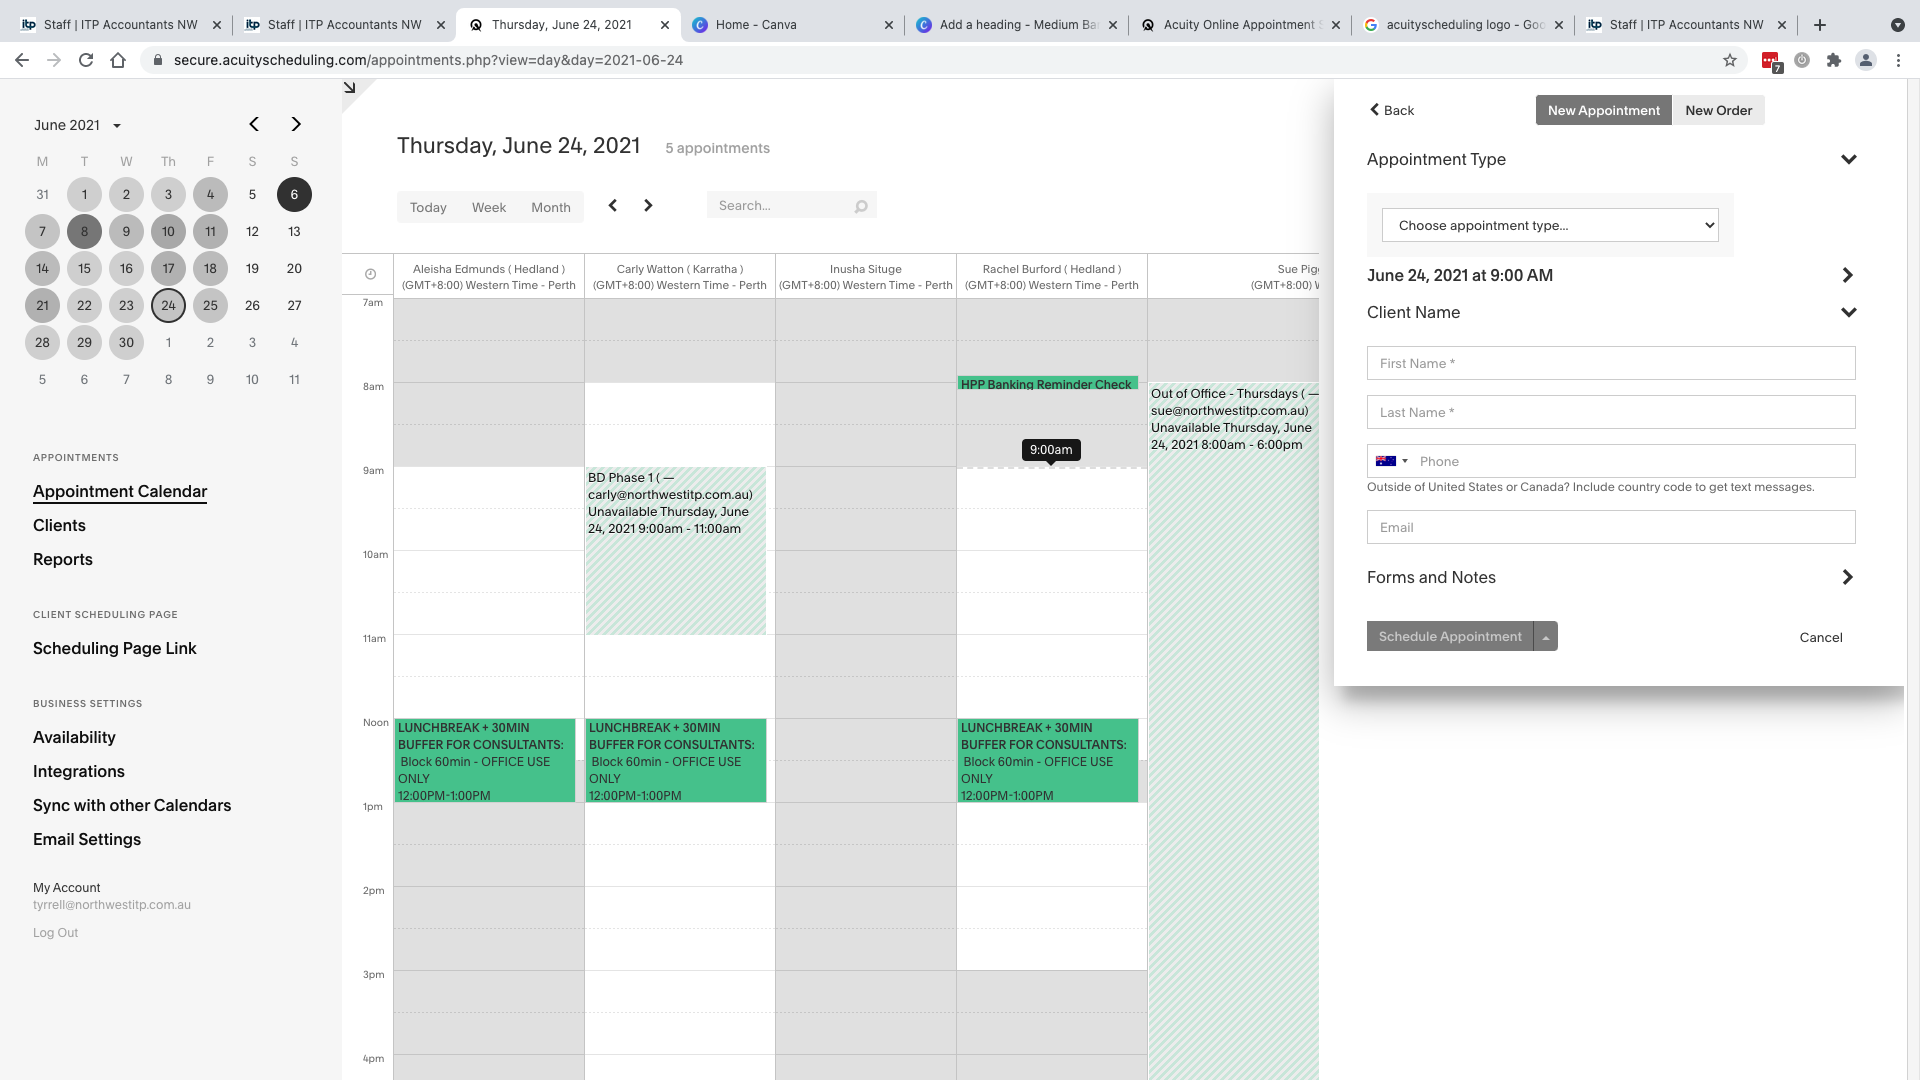 Staff | ITP Accountants NW
Staff | ITP Accountants NW
Thursday, June 24, 2021
Home - Canva
Add a heading - Medium Ba
Acuity Online Appointment S
acuityscheduling logo - Goo
Staff | ITP Accountants NW
secure.acuityscheduling.com/appointments.php?view=day&day=2021-06-24
7
June 2021
M T W Th F S S
31 1 2 3 4 5 6
7 8 9 10 11 12 13
14 15 16 17 18 19 20
21 22 23 24 25 26 27
28 29 30 1 2 3 4
5 6 7 8 9 10 11
APPOINTMENTS
Appointment Calendar
Clients
Reports
CLIENT SCHEDULING PAGE
Scheduling Page Link
BUSINESS SETTINGS
Availability
Integrations
Sync with other Calendars
Email Settings
My Account
tyrrell@northwestitp.com.au
Log Out
Thursday, June 24, 2021 5 appointments
Today Week Month
Search...
Aleisha Edmunds ( Hedland )
(GMT+8:00) Western Time - Perth
Carly Watton ( Karratha )
(GMT+8:00) Western Time - Perth
Inusha Situge
(GMT+8:00) Western Time - Perth
Rachel Burford ( Hedland )
(GMT+8:00) Western Time - Perth
Sue Pig
(GMT+8:00) W
7am
8am
9am
10am
11am
Noon
1pm
2pm
3pm
4pm
LUNCHBREAK + 30MIN
BUFFER FOR CONSULTANTS:
Block 60min - OFFICE USE
ONLY
12:00PM-1:00PM
BD Phase 1 ( —
carly@northwestitp.com.au)
Unavailable Thursday, June
24, 2021 9:00am - 11:00am
LUNCHBREAK + 30MIN
BUFFER FOR CONSULTANTS:
Block 60min - OFFICE USE
ONLY
12:00PM-1:00PM
HPP Banking Reminder Check
9:00am
LUNCHBREAK + 30MIN
BUFFER FOR CONSULTANTS:
Block 60min - OFFICE USE
ONLY
12:00PM-1:00PM
Out of Office - Thursdays ( —
sue@northwestitp.com.au)
Unavailable Thursday, June
24, 2021 8:00am - 6:00pm
Back
New Appointment New Order
Appointment Type
Choose appointment type...
June 24, 2021 at 9:00 AM
Client Name
First Name *
Last Name *
Phone
Outside of United States or Canada? Include country code to get text messages.
Email
Forms and Notes
Schedule Appointment
Cancel